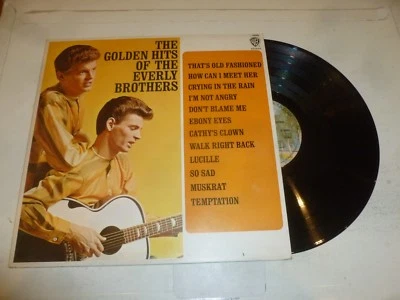 THE
GOLDEN HITS
OF THE
EVERLY
BROTHERS
THAT'S OLD FASHIONED
HOW CAN I MEET HER
CRYING IN THE RAIN
I'M NOT ANGRY
DON'T BLAME ME
EBONY EYES
CATHY'S CLOWN
WALK RIGHT BACK
LUCILLE
SO SAD
MUSKRAT
TEMPTATION